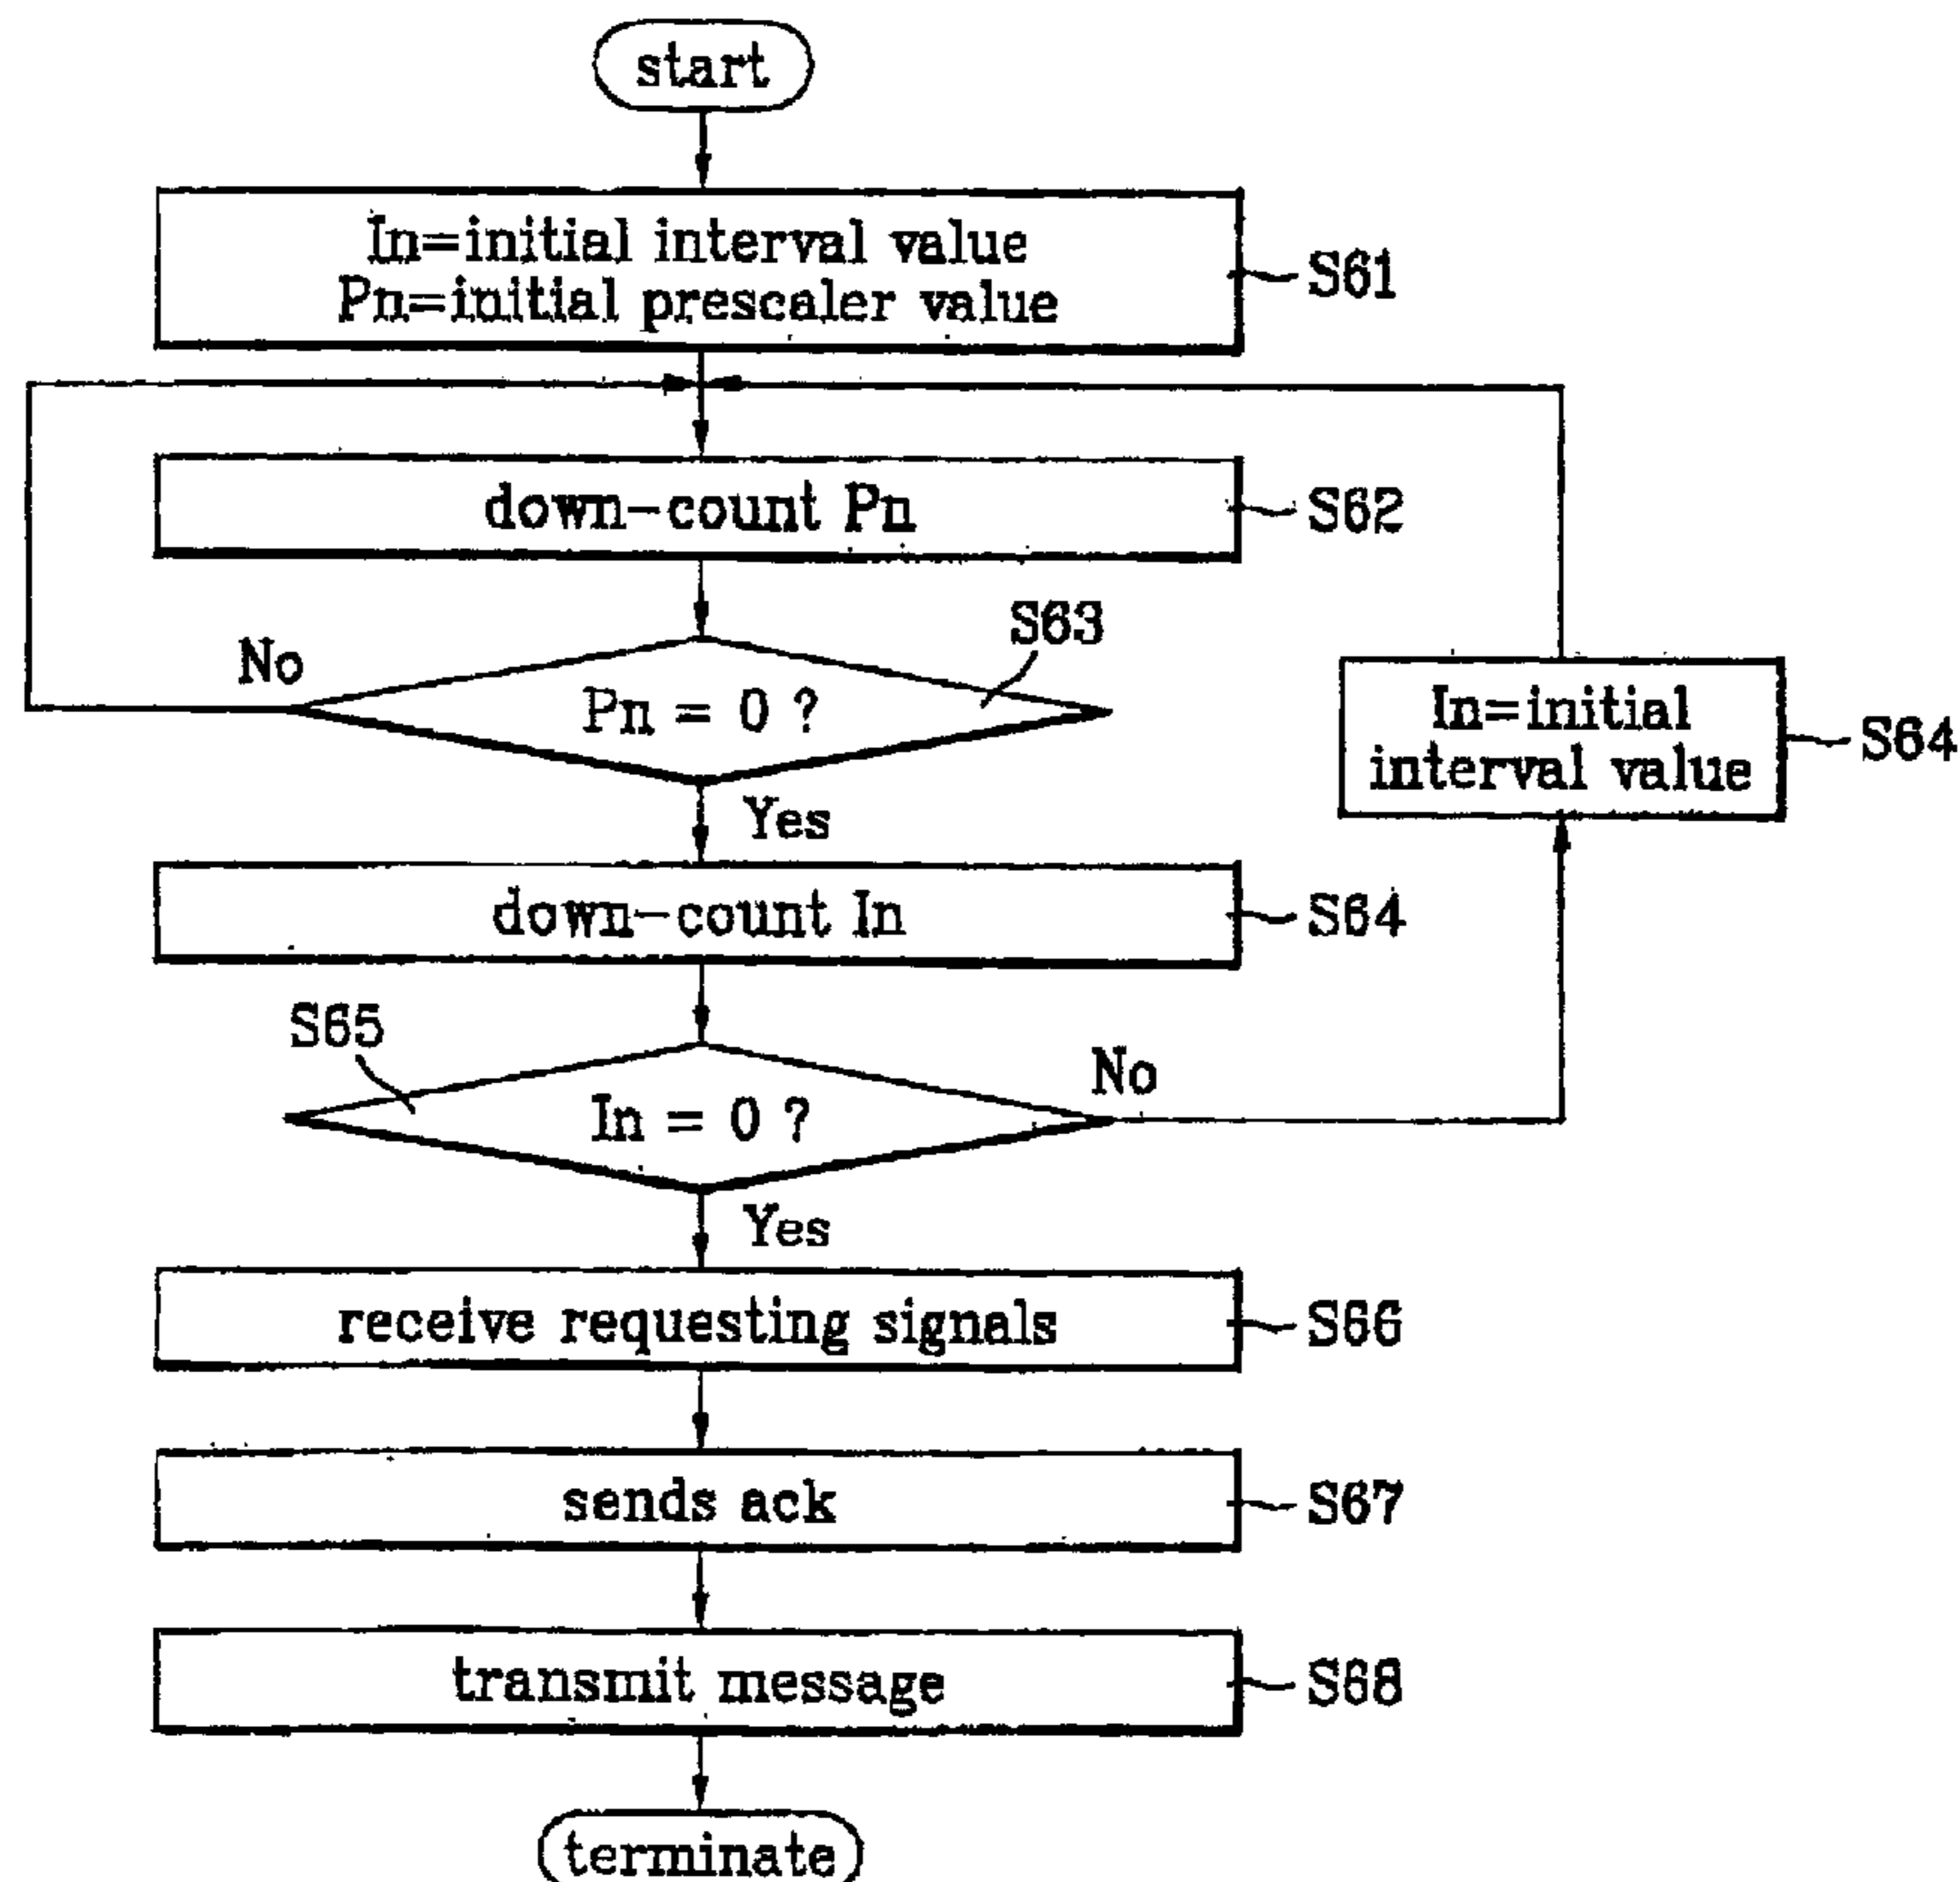 start
In=initial interval value
Pn=initial prescaler value
S61
down-count Pn
S62
S63
No
Pn = 0 ?
Yes
In=initial
interval value
S64
down-count In
S64
S65
No
In = 0 ?
Yes
receive requesting signals
S66
sends ack
S67
transmit message
S68
terminate